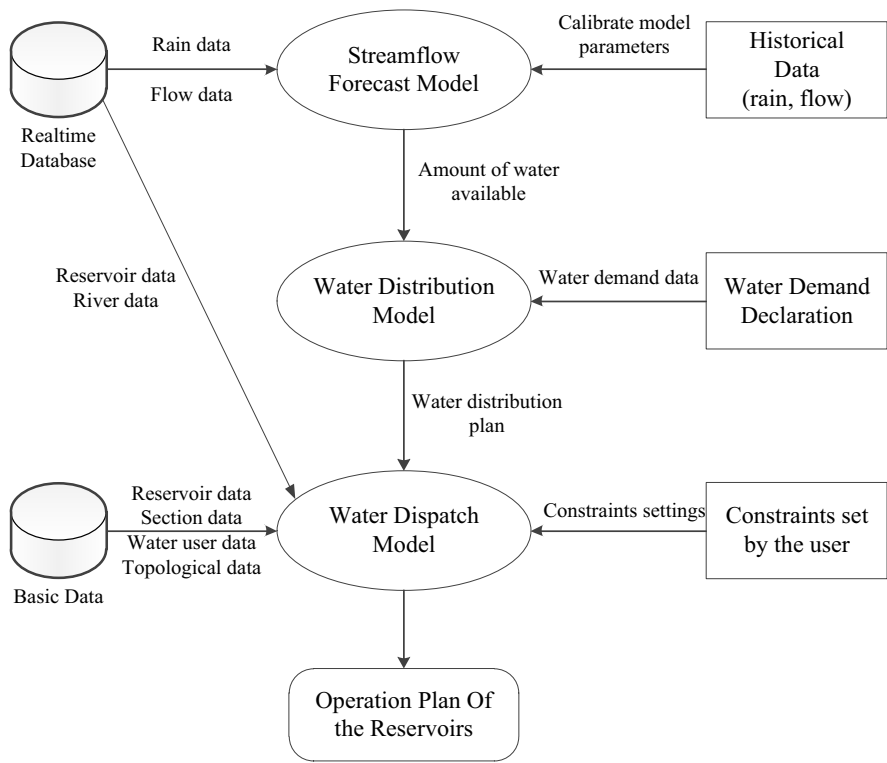 Rain data
Flow data
Realtime
Database
Streamflow
Forecast Model
Calibrate model
parameters
Historical
Data
(rain, flow)
Amount of water
available
Reservoir data
River data
Water Distribution
Model
Water demand data
Water Demand
Declaration
Water distribution
plan
Reservoir data
Section data
Water user data
Topological data
Basic Data
Water Dispatch
Model
Constraints settings
Constraints set
by the user
Operation Plan Of
the Reservoirs